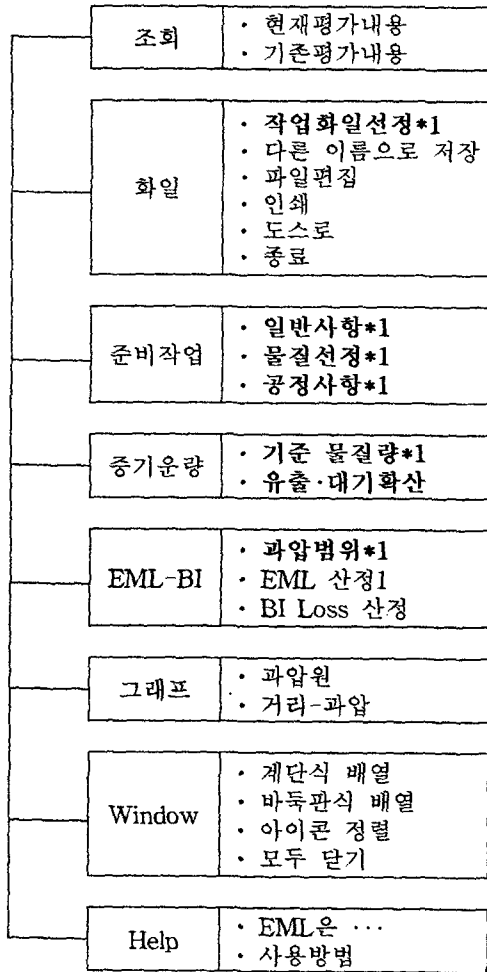 조회
· 현재평가내용
· 기존평가내용
화일
· 작업화일선정*1
· 다른 이름으로 저장
· 파일편집
· 인쇄
· 도스로
· 종료
준비작업
· 일반사항*1
· 물질선정*1
· 공정사항*1
증기운량
· 기준 물질량*1
· 유출·대기확산
EML-BI
· 과압범위*1
· EML 산정1
· BI Loss 산정
그래프
· 과압원
· 거리-과압
Window
· 계단식 배열
· 바둑판식 배열
· 아이콘 정렬
· 모두 닫기
Help
· EML은 ···
· 사용방법